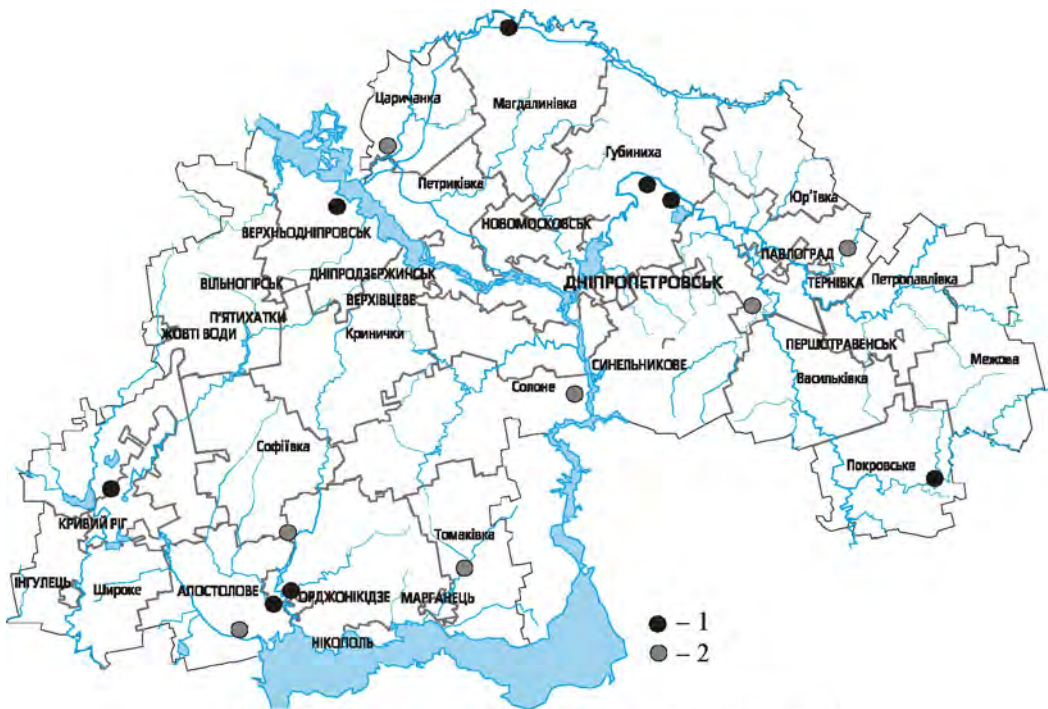 Царичанка
Магдалинівка
Губиниха
Петриківка
Юр'ївка
НОВОМОСКОВСЬК
ВЕРХНЬОДНІПРОВСЬК
ПАВЛОГРАД
ДНІПРОДЗЕРЖИНСЬК
ДНІПРОПЕТРОВСЬК
ТЕРНІВКА
Петропавлівка
ВІЛЬНОГІРСЬК
ВЕРХІВЦЕВЕ
П'ЯТИХАТКИ
ЖОВТІ ВОДИ
Кринички
ПЕРШОТРАВЕНСЬК
Межова
СИНЕЛЬНИКОВЕ
Васильківка
Солоне
Софіївка
Покровське
КРИВИЙ РІГ
Томаківка
ІНГУЛЕЦЬ
Широке
АПОСТОЛОВЕ
ОРДЖОНІКІДЗЕ
МАРГАНЕЦЬ
НІКОПОЛЬ
– 1
– 2